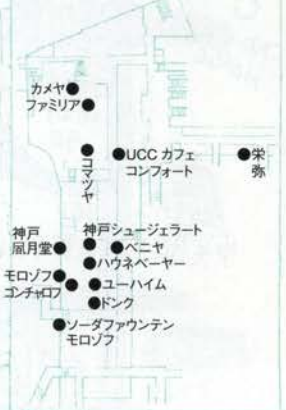 カメヤ
ファミリア
コマツヤ
UCC カフェ
コンフォート
栄弥
神戸
凮月堂
神戸シュージェラート
ベニヤ
ハウネベーヤー
モロゾフ
ゴンチャロフ
ユーハイム
ドンク
ソーダファウンテン
モロゾフ